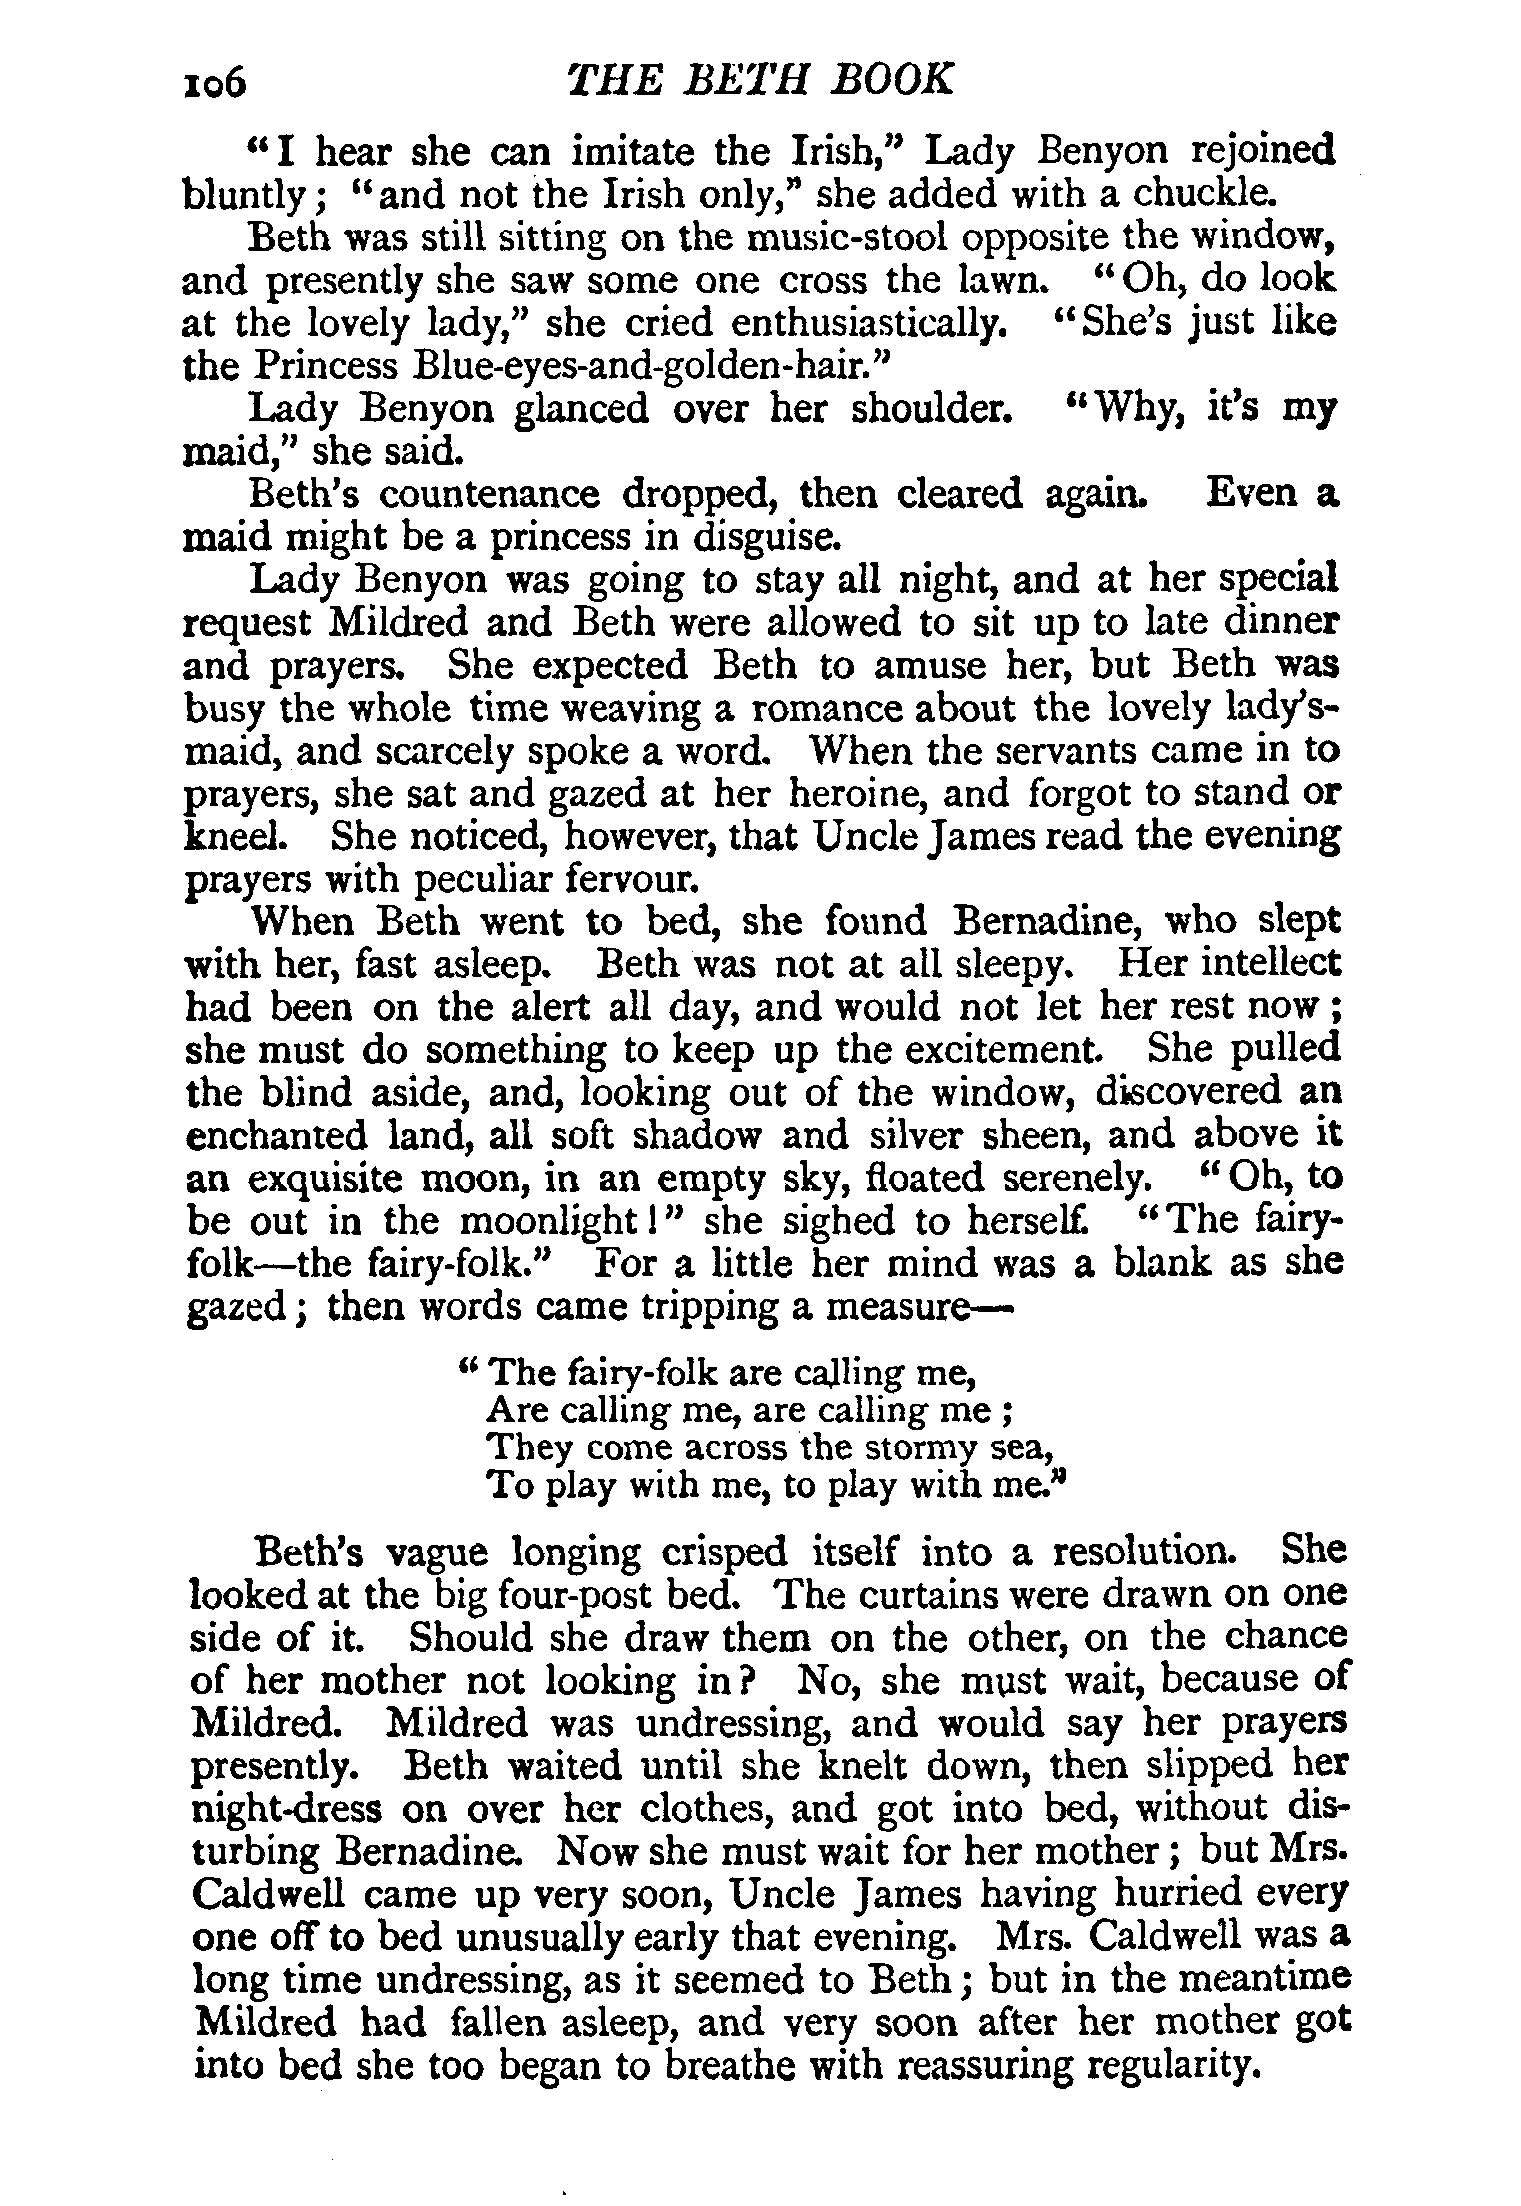 106 THE BETH BOOK
"I hear she can imitate the Irish," Lady Benyon rejoined
bluntly; "and not the Irish only," she added with a chuckle.
Beth was still sitting on the music-stool opposite the window,
and presently she saw some one cross the lawn. "Oh, do look
at the lovely lady," she cried enthusiastically. "She's just like
the Princess Blue-eyes-and-golden-hair."
Lady Benyon glanced over her shoulder. "Why, it's my
maid," she said.
Beth's countenance dropped, then cleared again. Even a
maid might be a princess in disguise.
Lady Benyon was going to stay all night, and at her special
request Mildred and Beth were allowed to sit up to late dinner
and prayers. She expected Beth to amuse her, but Beth was
busy the whole time weaving a romance about the lovely lady's-
maid, and scarcely spoke a word. When the servants came in to
prayers, she sat and gazed at her heroine, and forgot to stand or
kneel. She noticed, however, that Uncle James read the evening
prayers with peculiar fervour.
When Beth went to bed, she found Bernadine, who slept
with her, fast asleep. Beth was not at all sleepy. Her intellect
had been on the alert all day, and would not let her rest now;
she must do something to keep up the excitement. She pulled
the blind aside, and, looking out of the window, discovered an
enchanted land, all soft shadow and silver sheen, and above it
an exquisite moon, in an empty sky, floated serenely. "Oh, to
be out in the moonlight!" she sighed to herself. "The fairy-
folk—the fairy-folk." For a little her mind was a blank as she
gazed; then words came tripping a measure—
"The fairy-folk are calling me,
Are calling me, are calling me;
They come across the stormy sea,
To play with me, to play with me."
Beth's vague longing crisped itself into a resolution. She
looked at the big four-post bed. The curtains were drawn on one
side of it. Should she draw them on the other, on the chance
of her mother not looking in? No, she must wait, because of
Mildred. Mildred was undressing, and would say her prayers
presently. Beth waited until she knelt down, then slipped her
night-dress on over her clothes, and got into bed, without dis-
turbing Bernadine. Now she must wait for her mother; but Mrs.
Caldwell came up very soon, Uncle James having hurried every
one off to bed unusually early that evening. Mrs. Caldwell was a
long time undressing, as it seemed to Beth; but in the meantime
Mildred had fallen asleep, and very soon after her mother got
into bed she too began to breathe with reassuring regularity.